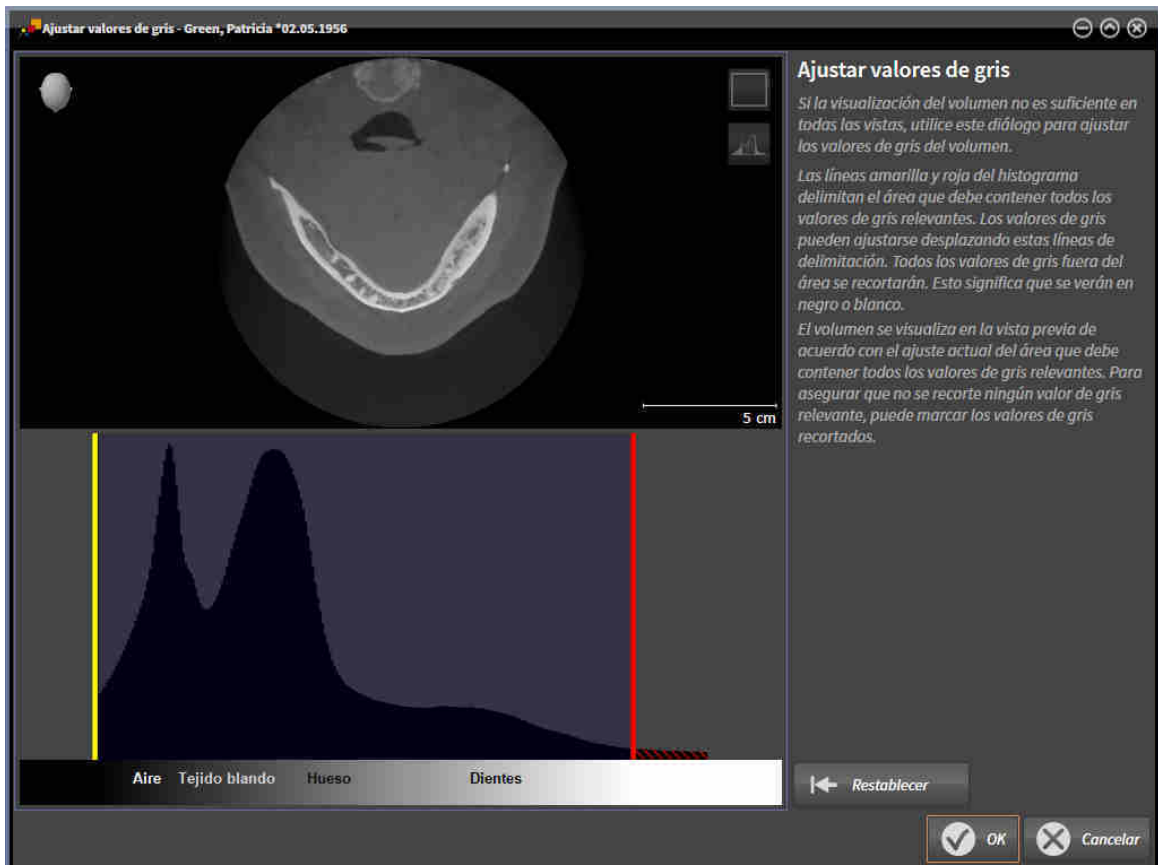 Ajustar valores de gris - Green, Patricia *02.05.1956
5 cm
Aire Tejido blando Hueso Dientes
Ajustar valores de gris
Si la visualización del volumen no es suficiente en
todas las vistas, utilice este diálogo para ajustar
los valores de gris del volumen.
Las líneas amarilla y roja del histograma
delimitan el área que debe contener todos los
valores de gris relevantes. Los valores de gris
pueden ajustarse desplazando estas líneas de
delimitación. Todos los valores de gris fuera del
área se recortarán. Esto significa que se verán en
negro o blanco.
El volumen se visualiza en la vista previa de
acuerdo con el ajuste actual del área que debe
contener todos los valores de gris relevantes. Para
asegurar que no se recorte ningún valor de gris
relevante, puede marcar los valores de gris
recortados.
Restablecer
OK Cancelar